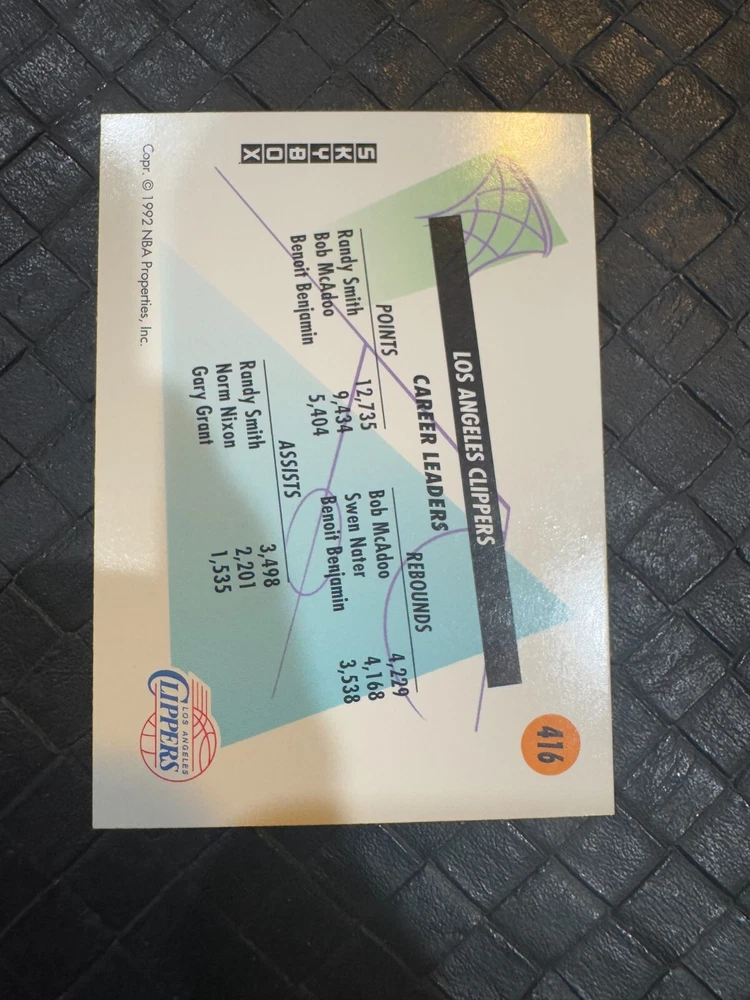 SKYBOX
416
LOS ANGELES CLIPPERS
CAREER LEADERS
POINTS
Randy Smith 12,735
Bob McAdoo 9,434
Benoit Benjamin 5,404
REBOUNDS
Bob McAdoo 4,229
Swen Nater 4,168
Benoit Benjamin 3,538
ASSISTS
Randy Smith 3,498
Norm Nixon 2,201
Gary Grant 1,535
LOS ANGELES
CLIPPERS
Copr. © 1992 NBA Properties, Inc.